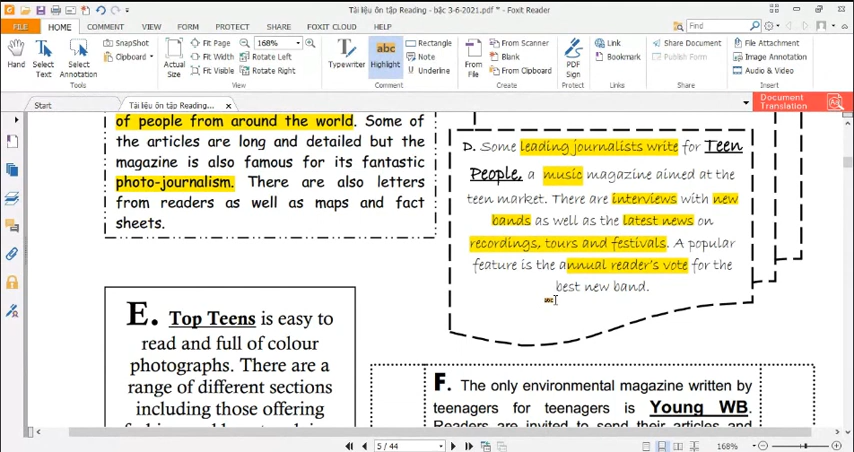 Tài liệu ôn tập Reading - bậc 3-6-2021.pdf * - Foxit Reader
FILE HOME COMMENT VIEW FORM PROTECT SHARE FOXIT CLOUD HELP
Find
Hand
Select Text
Select Annotation
SnapShot
Clipboard
Tools
Actual Size
Fit Page
Fit Width
Fit Visible
168%
Rotate Left
Rotate Right
View
Typewriter
Highlight
Rectangle
Note
Underline
Comment
From File
From Scanner
Blank
From Clipboard
Create
PDF Sign
Protect
Link
Bookmark
Links
Share Document
Publish Form
Share
File Attachment
Image Annotation
Audio & Video
Insert
Start
Tài liệu ôn tập Reading...
Document Translation
of people from around the world. Some of
the articles are long and detailed but the
magazine is also famous for its fantastic
photo-journalism. There are also letters
from readers as well as maps and fact
sheets.
D. Some leading journalists write for Teen
People, a music magazine aimed at the
teen market. There are interviews with new
bands as well as the latest news on
recordings, tours and festivals. A popular
feature is the annual reader's vote for the
best new band.
E. Top Teens is easy to
read and full of colour
photographs. There are a
range of different sections
including those offering
F. The only environmental magazine written by
teenagers for teenagers is Young WB.
Readers are invited to send their articles and
5 / 44
168%